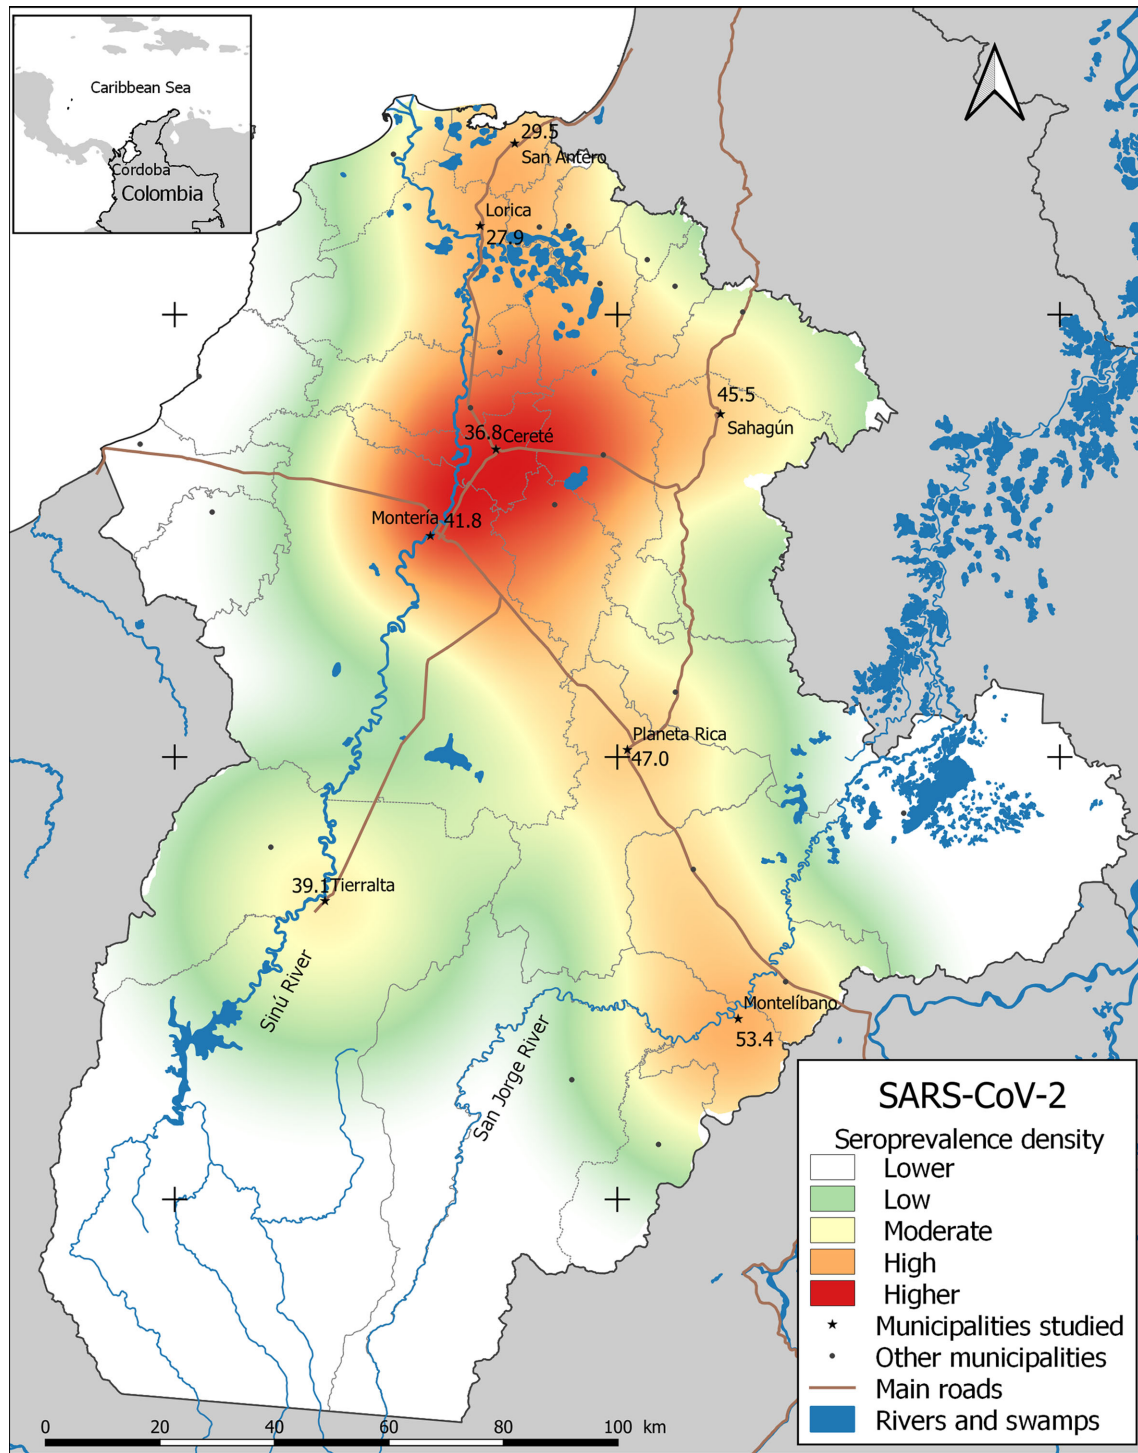 Caribbean Sea
Córdoba
Colombia
29.5
San Antero
Lorica
27.9
45.5
Sahagún
36.8
Cereté
Montería
41.8
Planeta Rica
47.0
39.1
Tierralta
Sinú River
Montelíbano
53.4
San Jorge River
SARS-CoV-2
Seroprevalence density
Lower
Low
Moderate
High
Higher
Municipalities studied
Other municipalities
Main roads
Rivers and swamps
0 20 40 60 80 100 km